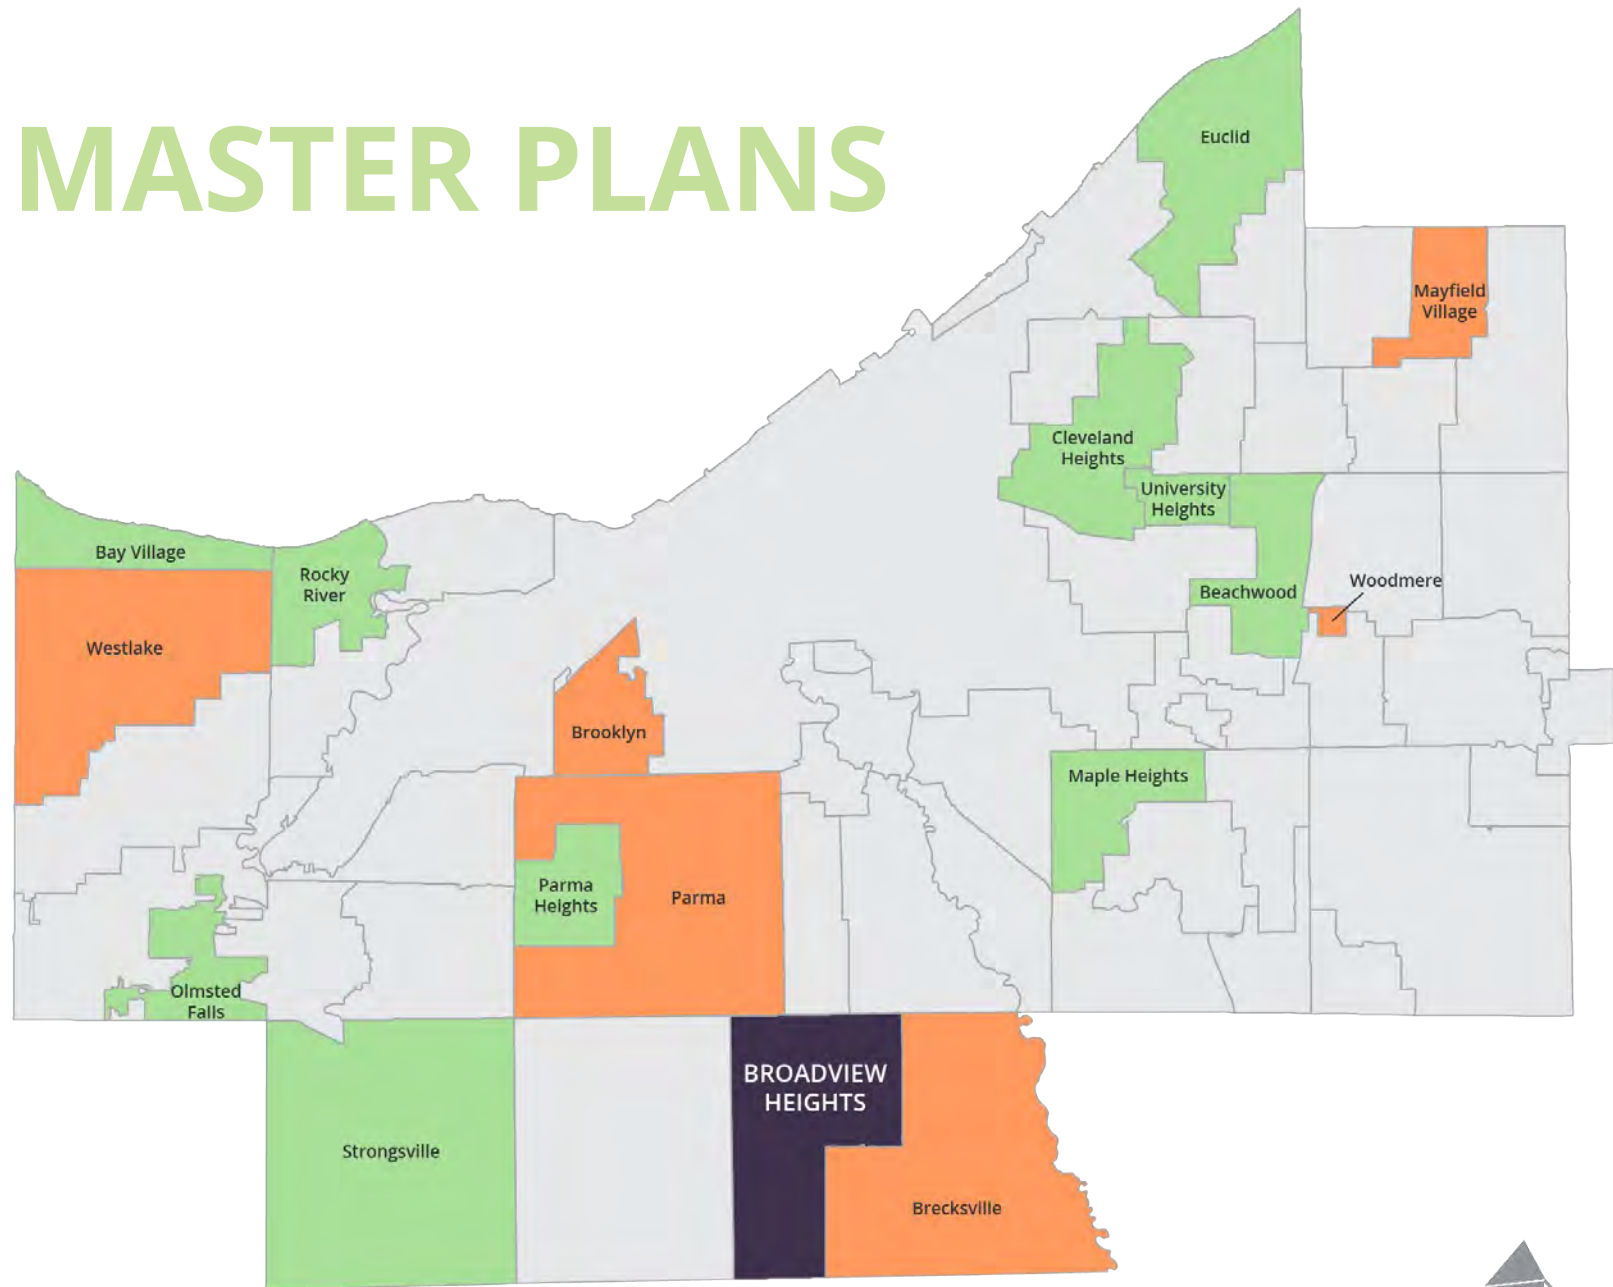 MASTER PLANS
Euclid
Mayfield
Village
Cleveland
Heights
University
Heights
Bay Village
Rocky
River
Woodmere
Beachwood
Westlake
Brooklyn
Maple Heights
Parma
Heights
Parma
Olmsted
Falls
BROADVIEW
HEIGHTS
Strongsville
Brecksville